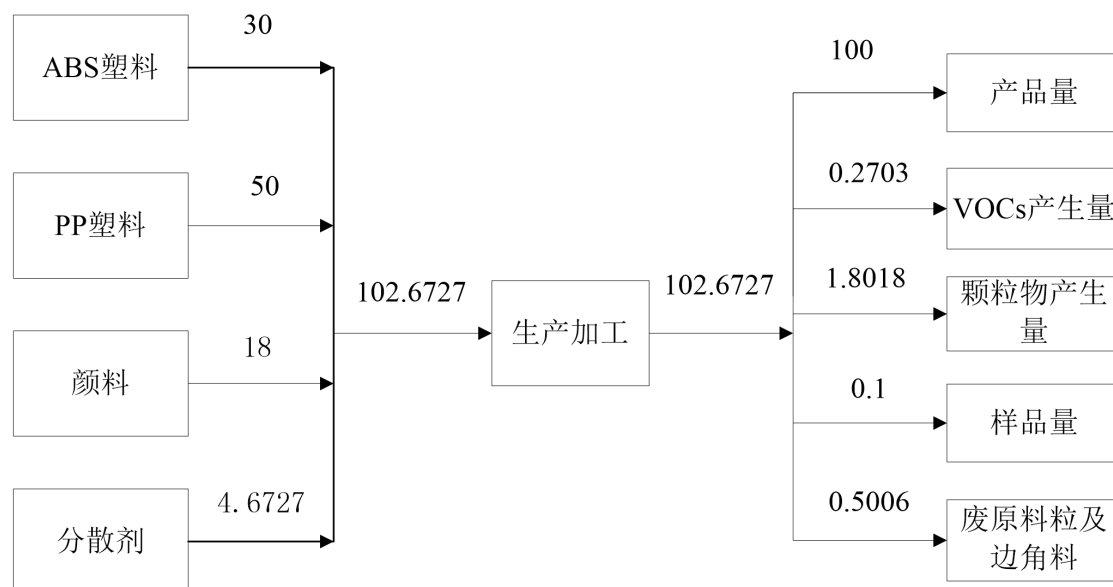 30
ABS塑料
50
PP塑料
18
颜料
4.6727
分散剂
102.6727
生产加工
102.6727
100
产品量
0.2703
VOCs产生量
1.8018
颗粒物产生
量
0.1
样品量
0.5006
废原料粒及
边角料